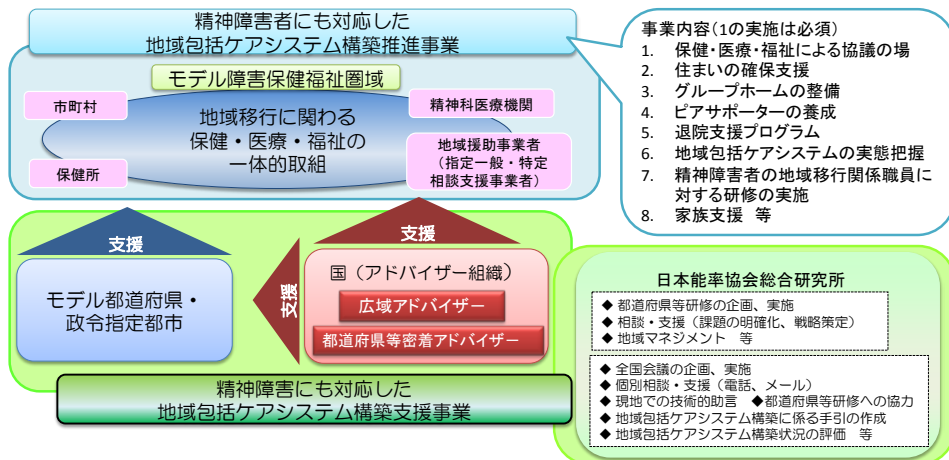 精神障害者にも対応した
地域包括ケアシステム構築推進事業
モデル障害保健福祉圏域
市町村
精神科医療機関
地域移行に関わる
保健・医療・福祉の
一体的取組
保健所
地域援助事業者
（指定一般・特定
相談支援事業者）
事業内容（1の実施は必須）
1. 保健・医療・福祉による協議の場
2. 住まいの確保支援
3. グループホームの整備
4. ピアサポーターの養成
5. 退院支援プログラム
6. 地域包括ケアシステムの実態把握
7. 精神障害者の地域移行関係職員に
対する研修の実施
8. 家族支援 等
支援
支援
モデル都道府県・
政令指定都市
支援
国（アドバイザー組織）
広域アドバイザー
都道府県等密着アドバイザー
精神障害にも対応した
地域包括ケアシステム構築支援事業
日本能率協会総合研究所
◆ 都道府県等研修の企画、実施
◆ 相談・支援（課題の明確化、戦略策定）
◆ 地域マネジメント 等
◆ 全国会議の企画、実施
◆ 個別相談・支援（電話、メール）
◆ 現地での技術的助言 ◆都道府県等研修への協力
◆ 地域包括ケアシステム構築に係る手引の作成
◆ 地域包括ケアシステム構築状況の評価 等